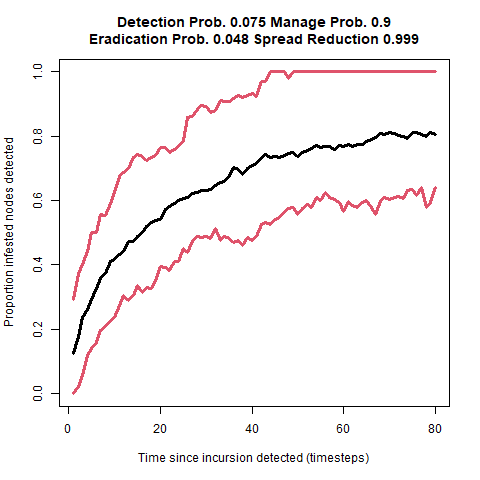 Detection Prob. 0.075 Manage Prob. 0.9
Eradication Prob. 0.048 Spread Reduction 0.999
Proportion infested nodes detected
1.0
0.8
0.6
0.4
0.2
0.0
0 20 40 60 80
Time since incursion detected (timesteps)